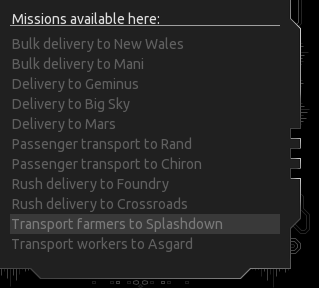 Missions available here:
Bulk delivery to New Wales
Bulk delivery to Mani
Delivery to Geminus
Delivery to Big Sky
Delivery to Mars
Passenger transport to Rand
Passenger transport to Chiron
Rush delivery to Foundry
Rush delivery to Crossroads
Transport farmers to Splashdown
Transport workers to Asgard